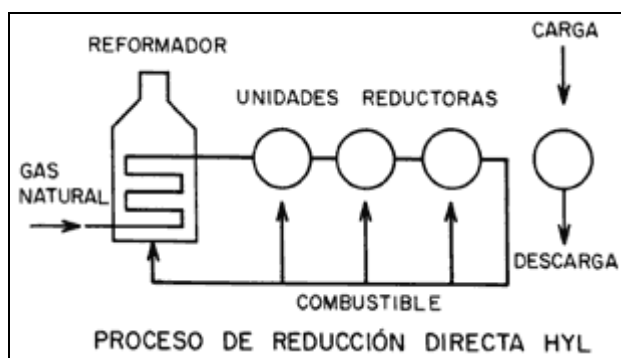 CARGA
REFORMADOR
UNIDADES REDUCTORAS
GAS
NATURAL
DESCARGA
COMBUSTIBLE
PROCESO DE REDUCCIÓN DIRECTA HYL